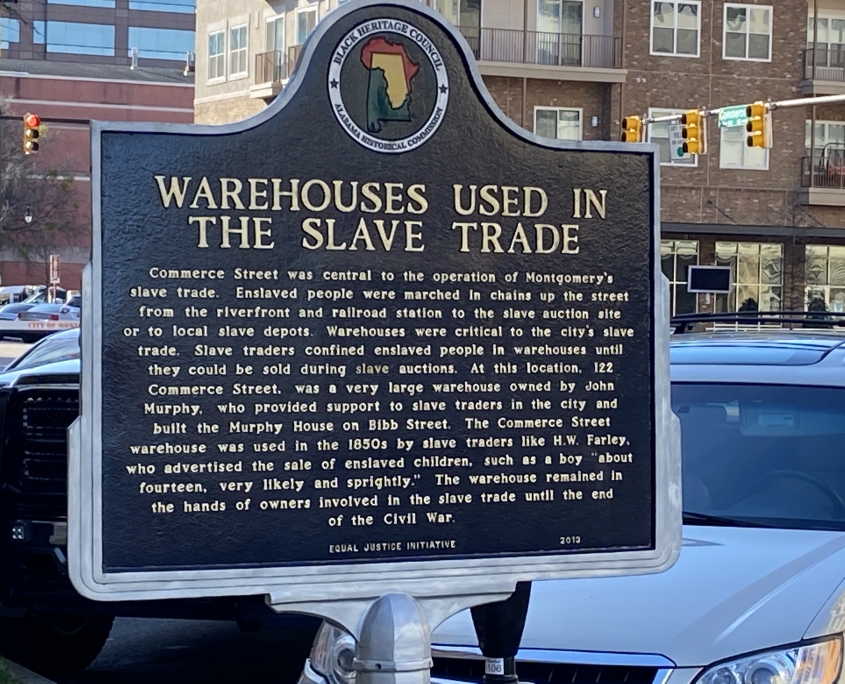 BLACK HERITAGE COUNCIL
ALABAMA HISTORICAL COMMISSION
WAREHOUSES USED IN
THE SLAVE TRADE
Commerce Street was central to the operation of Montgomery's
slave trade. Enslaved people were marched in chains up the street
from the riverfront and railroad station to the slave auction site
or to local slave depots. Warehouses were critical to the city's slave
trade. Slave traders confined enslaved people in warehouses until
they could be sold during slave auctions. At this location, 122
Commerce Street, was a very large warehouse owned by John
Murphy, who provided support to slave traders in the city and
built the Murphy House on Bibb Street. The Commerce Street
warehouse was used in the 1850s by slave traders like H.W. Farley,
who advertised the sale of enslaved children, such as a boy "about
fourteen, very likely and sprightly." The warehouse remained in
the hands of owners involved in the slave trade until the end
of the Civil War.
EQUAL JUSTICE INITIATIVE 2013
Commerce
CITY OF
106